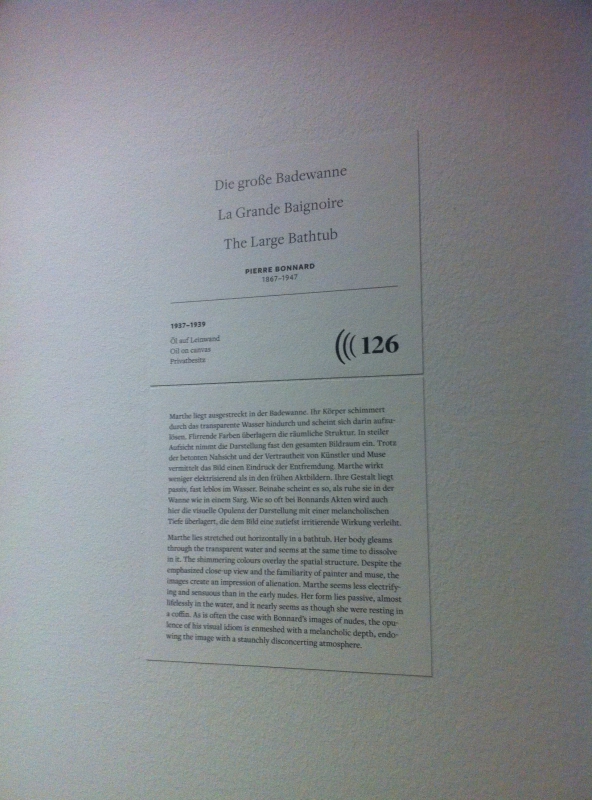 Die große Badewanne
La Grande Baignoire
The Large Bathtub
PIERRE BONNARD
1867–1947
1937–1939
Öl auf Leinwand
Oil on canvas
Privatbesitz
126
Marthe liegt ausgestreckt in der Badewanne. Ihr Körper schimmert
durch das transparente Wasser hindurch und scheint sich darin aufzu-
lösen. Flirrende Farben überlagern die räumliche Struktur. In steiler
Aufsicht nimmt die Darstellung fast den gesamten Bildraum ein. Trotz
der betonten Nahsicht und der Vertrautheit von Künstler und Muse
vermittelt das Bild einen Eindruck der Entfremdung. Marthe wirkt
weniger elektrisierend als in den frühen Aktbildern. Ihre Gestalt liegt
passiv, fast leblos im Wasser. Beinahe scheint es so, als ruhe sie in der
Wanne wie in einem Sarg. Wie so oft bei Bonnards Akten wird auch
hier die visuelle Opulenz der Darstellung mit einer melancholischen
Tiefe überlagert, die dem Bild eine zutiefst irritierende Wirkung verleiht.
Marthe lies stretched out horizontally in a bathtub. Her body gleams
through the transparent water and seems at the same time to dissolve
in it. The shimmering colours overlay the spatial structure. Despite the
emphasized close-up view and the familiarity of painter and muse, the
images create an impression of alienation. Marthe seems less electrify-
ing and sensuous than in the early nudes. Her form lies passive, almost
lifelessly in the water, and it nearly seems as though she were resting in
a coffin. As is often the case with Bonnard's images of nudes, the opu-
lence of his visual idiom is enmeshed with a melancholic depth, endo-
wing the image with a staunchly disconcerting atmosphere.